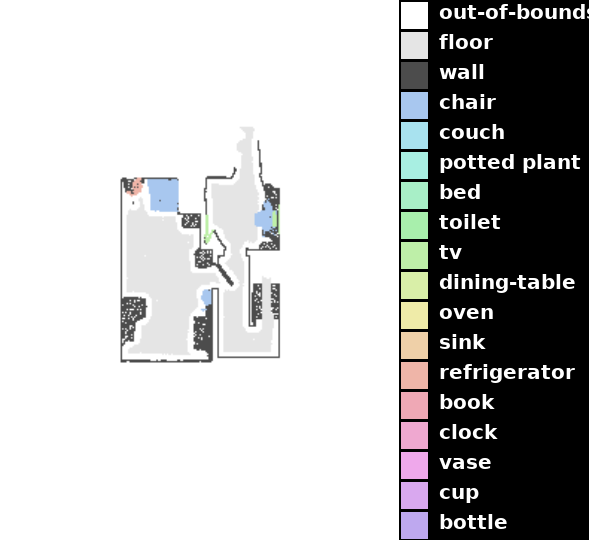 out-of-bounds
floor
wall
chair
couch
potted plant
bed
toilet
tv
dining-table
oven
sink
refrigerator
book
clock
vase
cup
bottle